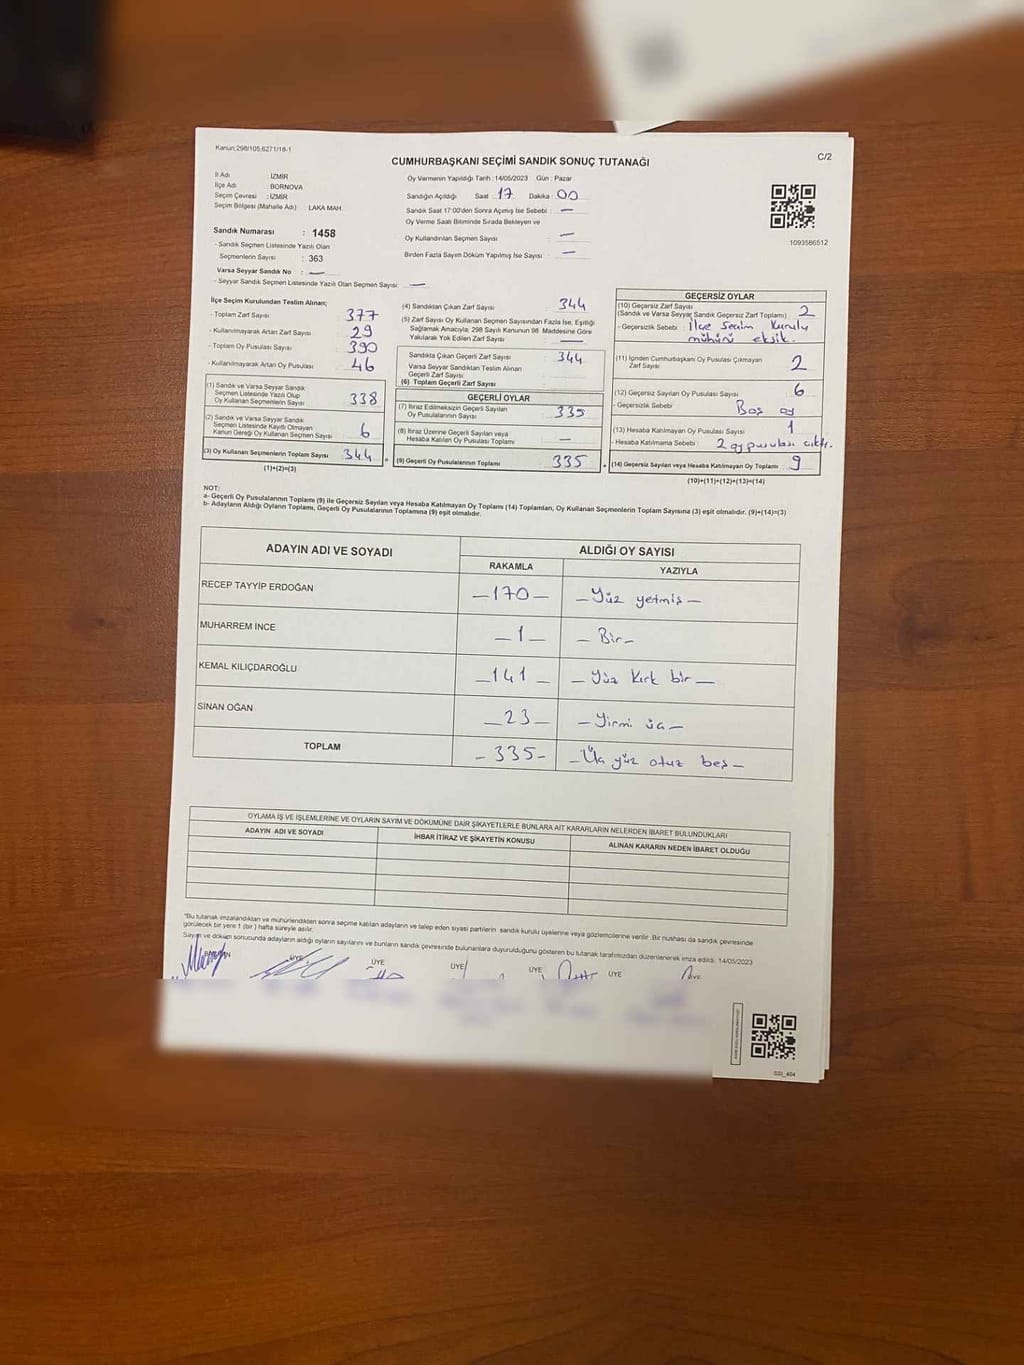 Kanun:298/105,6271/18-1
CUMHURBAŞKANI SEÇİMİ SANDIK SONUÇ TUTANAĞI
C/2
İl Adı : İZMİR
İlçe Adı : BORNOVA
Seçim Çevresi : İZMİR
Seçim Bölgesi (Mahalle Adı) : LAKA MAH.
Sandık Numarası : 1458
- Sandık Seçmen Listesinde Yazılı Olan
Seçmenlerin Sayısı : 363
Varsa Seyyar Sandık No : —
- Seyyar Sandık Seçmen Listesinde Yazılı Olan Seçmen Sayısı : —
Oy Vermenin Yapıldığı Tarih : 14/05/2023 Gün : Pazar
Sandığın Açıldığı Saat : 17 Dakika : 00
Sandık Saat 17:00'den Sonra Açımış İse Sebebi : —
Oy Verme Saati Bitiminde Sırada Bekleyen ve
Oy Kullandırılan Seçmen Sayısı —
Birden Fazla Sayım Döküm Yapılmış İse Sayısı : —
1093586512
İlçe Seçim Kurulundan Teslim Alınan;
- Toplam Zarf Sayısı : 377
- Kullanılmayarak Artan Zarf Sayısı : 29
- Toplam Oy Pusulası Sayısı : 390
- Kullanılmayarak Artan Oy Pusulası : 46
(1) Sandık ve Varsa Seyyar Sandık
Seçmen Listesinde Yazılı Olup
Oy Kullanan Seçmenlerin Sayısı 338
(2) Sandık ve Varsa Seyyar Sandık
Seçmen Listesinde Kayıtlı Olmayan
Kanun Gereği Oy Kullanan Seçmen Sayısı 6
(3) Oy Kullanan Seçmenlerin Toplam Sayısı 344
(1)+(2)=(3)
(4) Sandıktan Çıkan Zarf Sayısı 344
(5) Zarf Sayısı Oy Kullanan Seçmen Sayısından Fazla İse, Eşitliği
Sağlamak Amacıyla; 298 Sayılı Kanunun 98 Maddesine Göre
Yakılarak Yok Edilen Zarf Sayısı : —
Sandıkta Çıkan Geçerli Zarf Sayısı 344
Varsa Seyyar Sandıktan Teslim Alınan
Geçerli Zarf Sayısı
(6) Toplam Geçerli Zarf Sayısı
GEÇERLİ OYLAR
(7) İtiraz Edilmeksizin Geçerli Sayılan
Oy Pusulalarının Sayısı 335
(8) İtiraz Üzerine Geçerli Sayılan veya
Hesaba Katılan Oy Pusulası Toplamı —
(9) Geçerli Oy Pusulalarının Toplamı 335
GEÇERSİZ OYLAR
(10) Geçersiz Zarf Sayısı
(Sandık ve Varsa Seyyar Sandık Geçersiz Zarf Toplamı) 2
- Geçersizlik Sebebi : İlçe Seçim Kurulu
mühürü eksik.
(11) İçinden Cumhurbaşkanı Oy Pusulası Çıkmayan
Zarf Sayısı 2
(12) Geçersiz Sayılan Oy Pusulası Sayısı 6
- Geçersizlik Sebebi Boş oy
(13) Hesaba Katılmayan Oy Pusulası Sayısı 1
- Hesaba Katılmama Sebebi : 2 oy pusulası çıktı.
(14) Geçersiz Sayılan veya Hesaba Katılmayan Oy Toplamı 9
(10)+(11)+(12)+(13)=(14)
NOT:
a- Geçerli Oy Pusulalarının Toplamı (9) ile Geçersiz Sayılan veya Hesaba Katılmayan Oy Toplamı (14) Toplamları, Oy Kullanan Seçmenlerin Toplam Sayısına (3) eşit olmalıdır. (9)+(14)=(3)
b- Adayların Aldığı Oyların Toplamı, Geçerli Oy Pusulalarının Toplamına (9) eşit olmalıdır.
ADAYIN ADI VE SOYADI ALDIĞI OY SAYISI
RAKAMLA YAZIYLA
RECEP TAYYİP ERDOĞAN —170— —Yüz yetmiş—
MUHARREM İNCE —1— —Bir—
KEMAL KILIÇDAROĞLU —141— —Yüz kırk bir—
SİNAN OĞAN —23— —Yirmi üç—
TOPLAM —335— —Üç yüz otuz beş—
OYLAMA İŞ VE İŞLEMLERİNE VE OYLARIN SAYIM VE DÖKÜMÜNE DAİR ŞİKAYETLERLE BUNLARA AİT KARARLARIN NELERDEN İBARET BULUNDUKLARI
ADAYIN ADI VE SOYADI İHBAR İTİRAZ VE ŞİKAYETİN KONUSU ALINAN KARARIN NEDEN İBARET OLDUĞU
*Bu tutanak imzalandıktan ve mühürlendikten sonra seçime katılan adayların ve talep eden siyasi partilerin sandık kurulu üyelerine veya gözlemcilerine verilir. Bir nüshası da sandık çevresinde
görülecek bir yere 1 (bir) hafta süreyle asılır.
Sayım ve döküm sonucunda adayların aldığı oyların sayılarını ve bunların sandık çevresinde bulunanlara duyurulduğunu gösteren bu tutanak tarafımızdan düzenlenerek imza edildi. 14/05/2023
BAŞKAN ÜYE ÜYE ÜYE ÜYE ÜYE ÜYE
SSI_404